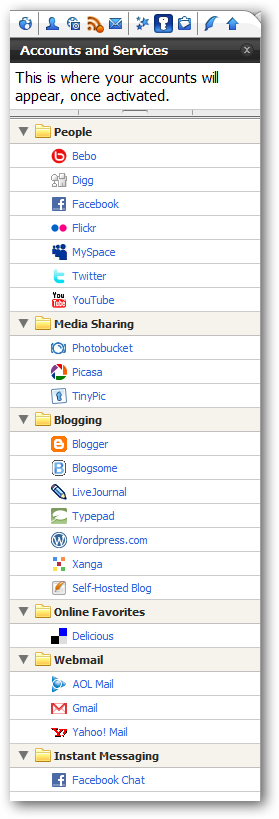 Accounts and Services
This is where your accounts will
appear, once activated.
People
Bebo
Digg
Facebook
Flickr
MySpace
Twitter
You
Tube
YouTube
Media Sharing
Photobucket
Picasa
TinyPic
Blogging
Blogger
Blogsome
LiveJournal
Typepad
Wordpress.com
Xanga
Self-Hosted Blog
Online Favorites
Delicious
Webmail
AOL Mail
Gmail
Yahoo! Mail
Instant Messaging
Facebook Chat